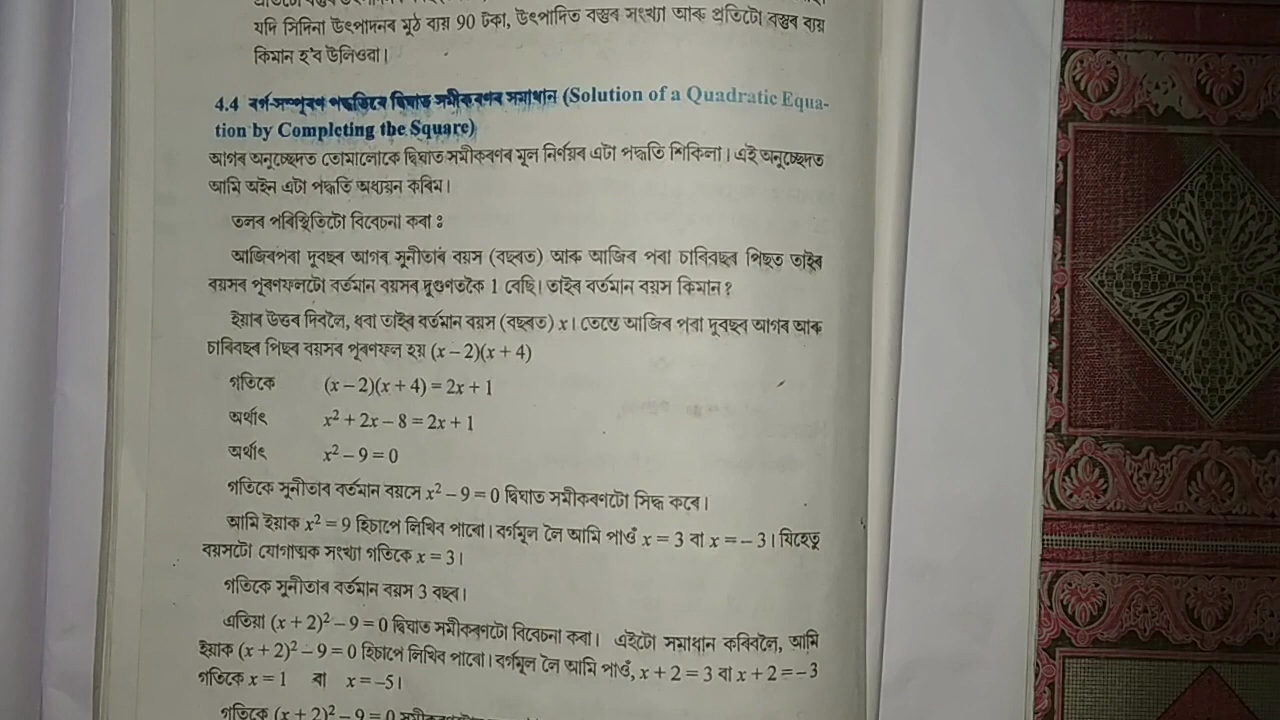 যদি সিদিনা উৎপাদনৰ মুঠ ব্যয় 90 টকা, উৎপাদিত বস্তুৰ সংখ্যা আৰু প্ৰতিটো বস্তুৰ ব্যয়
কিমান হ'ব উলিওৱা।
4.4 বৰ্গ-সম্পূৰণ পদ্ধতিৰে দ্বিঘাত সমীকৰণৰ সমাধান (Solution of a Quadratic Equa-
tion by Completing the Square)
আগৰ অনুচ্ছেদত তোমালোকে দ্বিঘাত সমীকৰণৰ মূল নিৰ্ণয়ৰ এটা পদ্ধতি শিকিলা। এই অনুচ্ছেদত
আমি অইন এটা পদ্ধতি অধ্যয়ন কৰিম।
তলৰ পৰিস্থিতিটো বিবেচনা কৰা ঃ
আজিৰপৰা দুবছৰ আগৰ সুনীতাৰ বয়স (বছৰত) আৰু আজিৰ পৰা চাৰিবছৰ পিছত তাইৰ
বয়সৰ পূৰণফলটো বৰ্তমান বয়সৰ দুগুণতকৈ 1 বেছি। তাইৰ বৰ্তমান বয়স কিমান ?
ইয়াৰ উত্তৰ দিবলৈ, ধৰা তাইৰ বৰ্তমান বয়স (বছৰত) x। তেন্তে আজিৰ পৰা দুবছৰ আগৰ আৰু
চাৰিবছৰ পিছৰ বয়সৰ পূৰণফল হয় (x – 2)(x + 4)
গতিকে (x – 2)(x + 4) = 2x + 1
অৰ্থাৎ x² + 2x – 8 = 2x + 1
অৰ্থাৎ x² – 9 = 0
গতিকে সুনীতাৰ বৰ্তমান বয়সে x² – 9 = 0 দ্বিঘাত সমীকৰণটো সিদ্ধ কৰে।
আমি ইয়াক x² = 9 হিচাপে লিখিব পাৰো। বৰ্গমূল লৈ আমি পাওঁ x = 3 বা x = – 3। যিহেতু
বয়সটো যোগাত্মক সংখ্যা গতিকে x = 3।
গতিকে সুনীতাৰ বৰ্তমান বয়স 3 বছৰ।
এতিয়া (x + 2)² – 9 = 0 দ্বিঘাত সমীকৰণটো বিবেচনা কৰা। এইটো সমাধান কৰিবলৈ, আমি
ইয়াক (x + 2)² – 9 = 0 হিচাপে লিখিব পাৰো। বৰ্গমূল লৈ আমি পাওঁ, x + 2 = 3 বা x + 2 = – 3
গতিকে x = 1 বা x = –5।
গতিকে (x + 2)² – 9 = 0